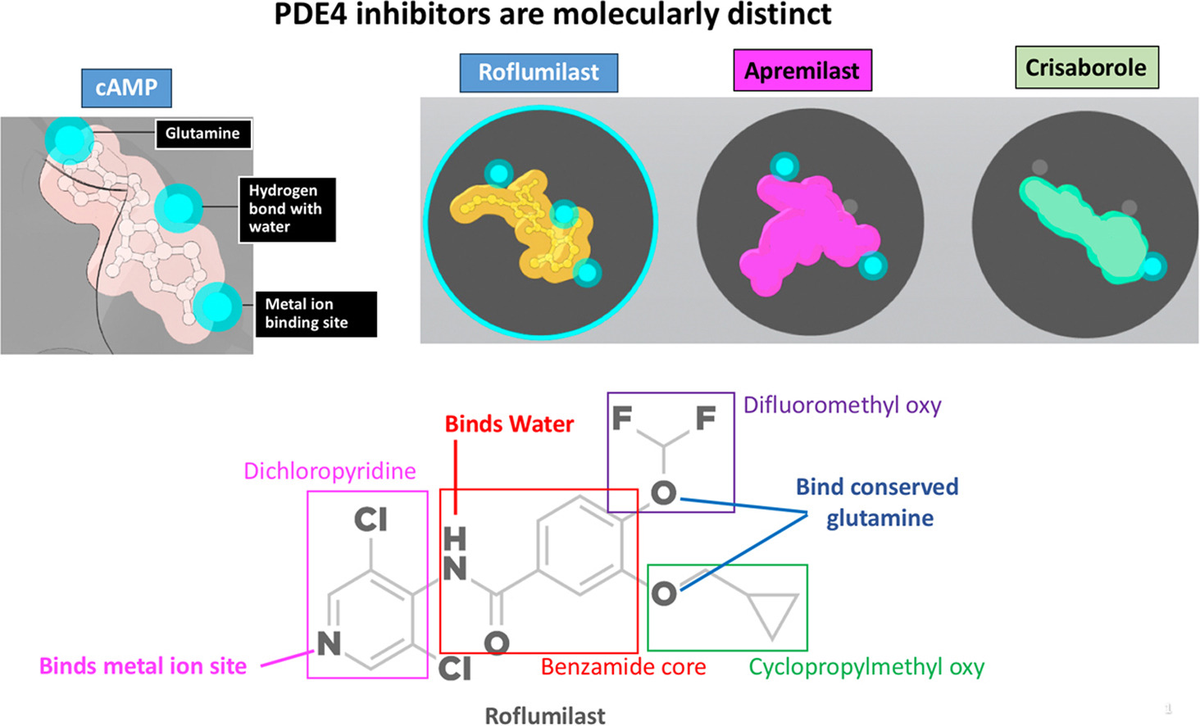 PDE4 inhibitors are molecularly distinct
cAMP
Roflumilast
Apremilast
Crisaborole
Glutamine
Hydrogen
bond with
water
Metal ion
binding site
Binds Water
Difluoromethyl oxy
Dichloropyridine
Bind conserved
glutamine
F F
O
Cl
H
N
O
N
O
Cl
Binds metal ion site
Benzamide core
Cyclopropylmethyl oxy
Roflumilast
1